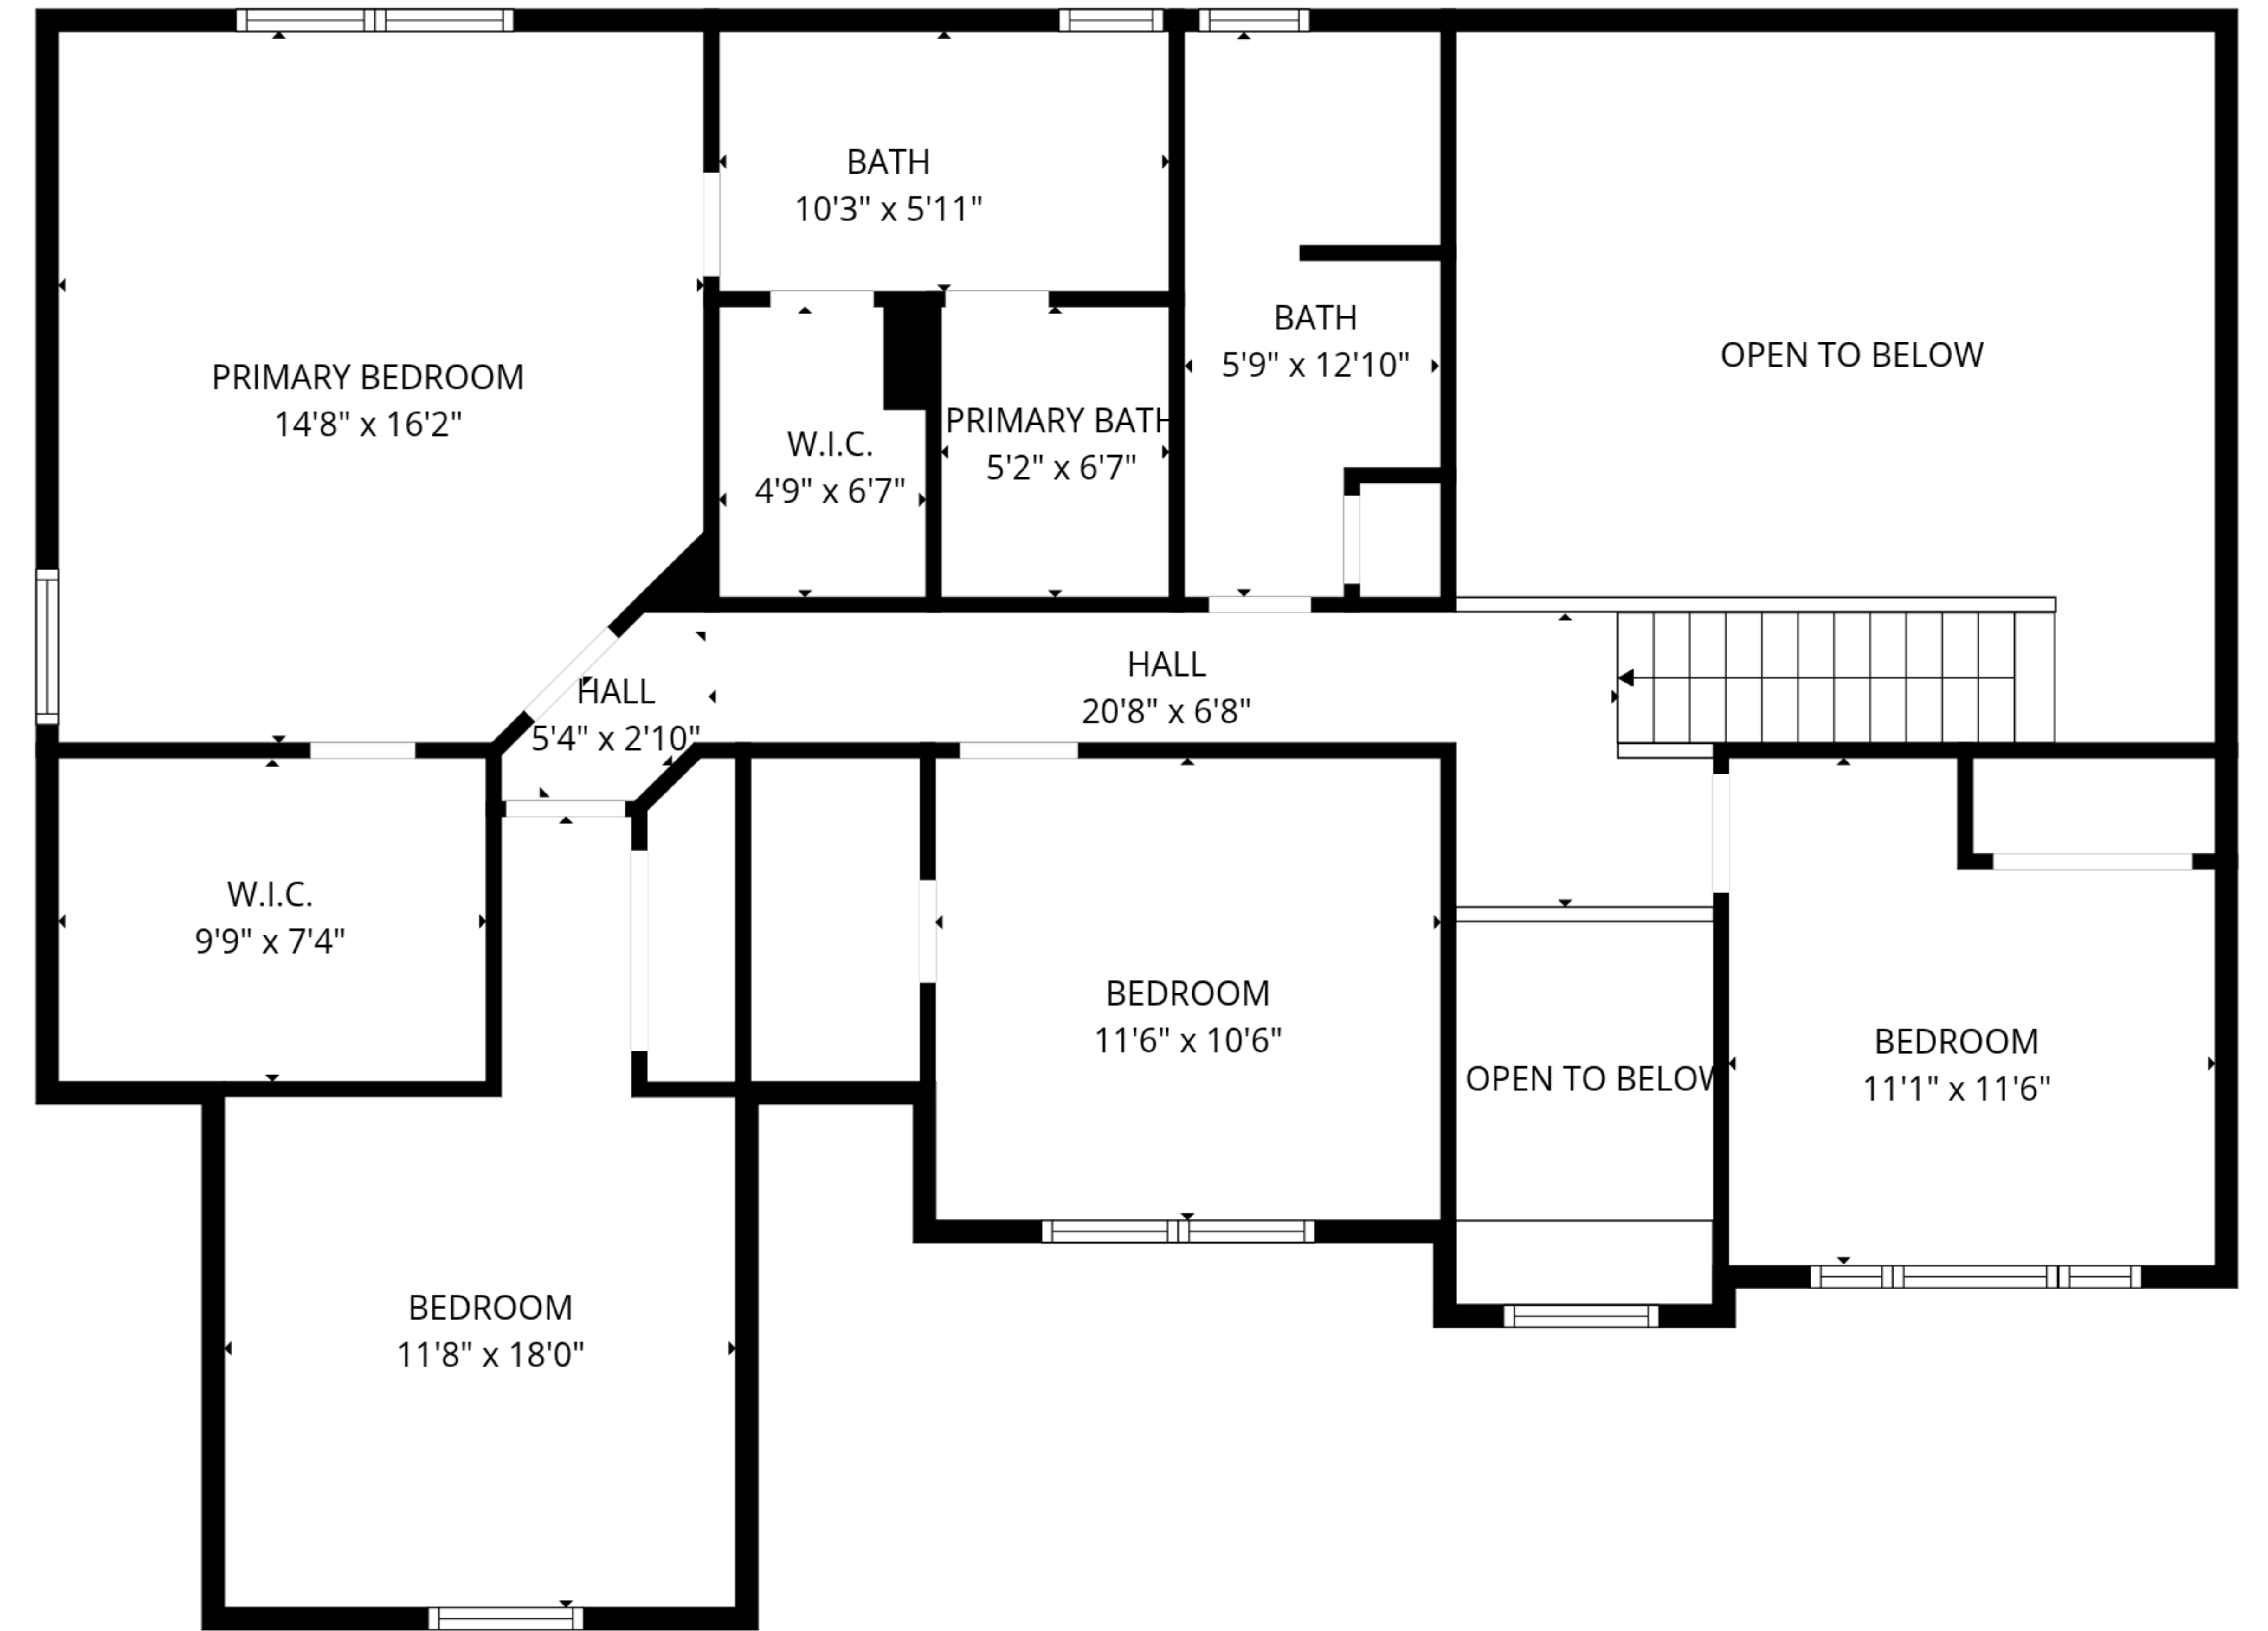 BATH
10'3" x 5'11"
BATH
5'9" x 12'10"
OPEN TO BELOW
PRIMARY BEDROOM
14'8" x 16'2"
W.I.C.
4'9" x 6'7"
PRIMARY BATH
5'2" x 6'7"
HALL
5'4" x 2'10"
HALL
20'8" x 6'8"
W.I.C.
9'9" x 7'4"
BEDROOM
11'6" x 10'6"
OPEN TO BELOW
BEDROOM
11'1" x 11'6"
BEDROOM
11'8" x 18'0"